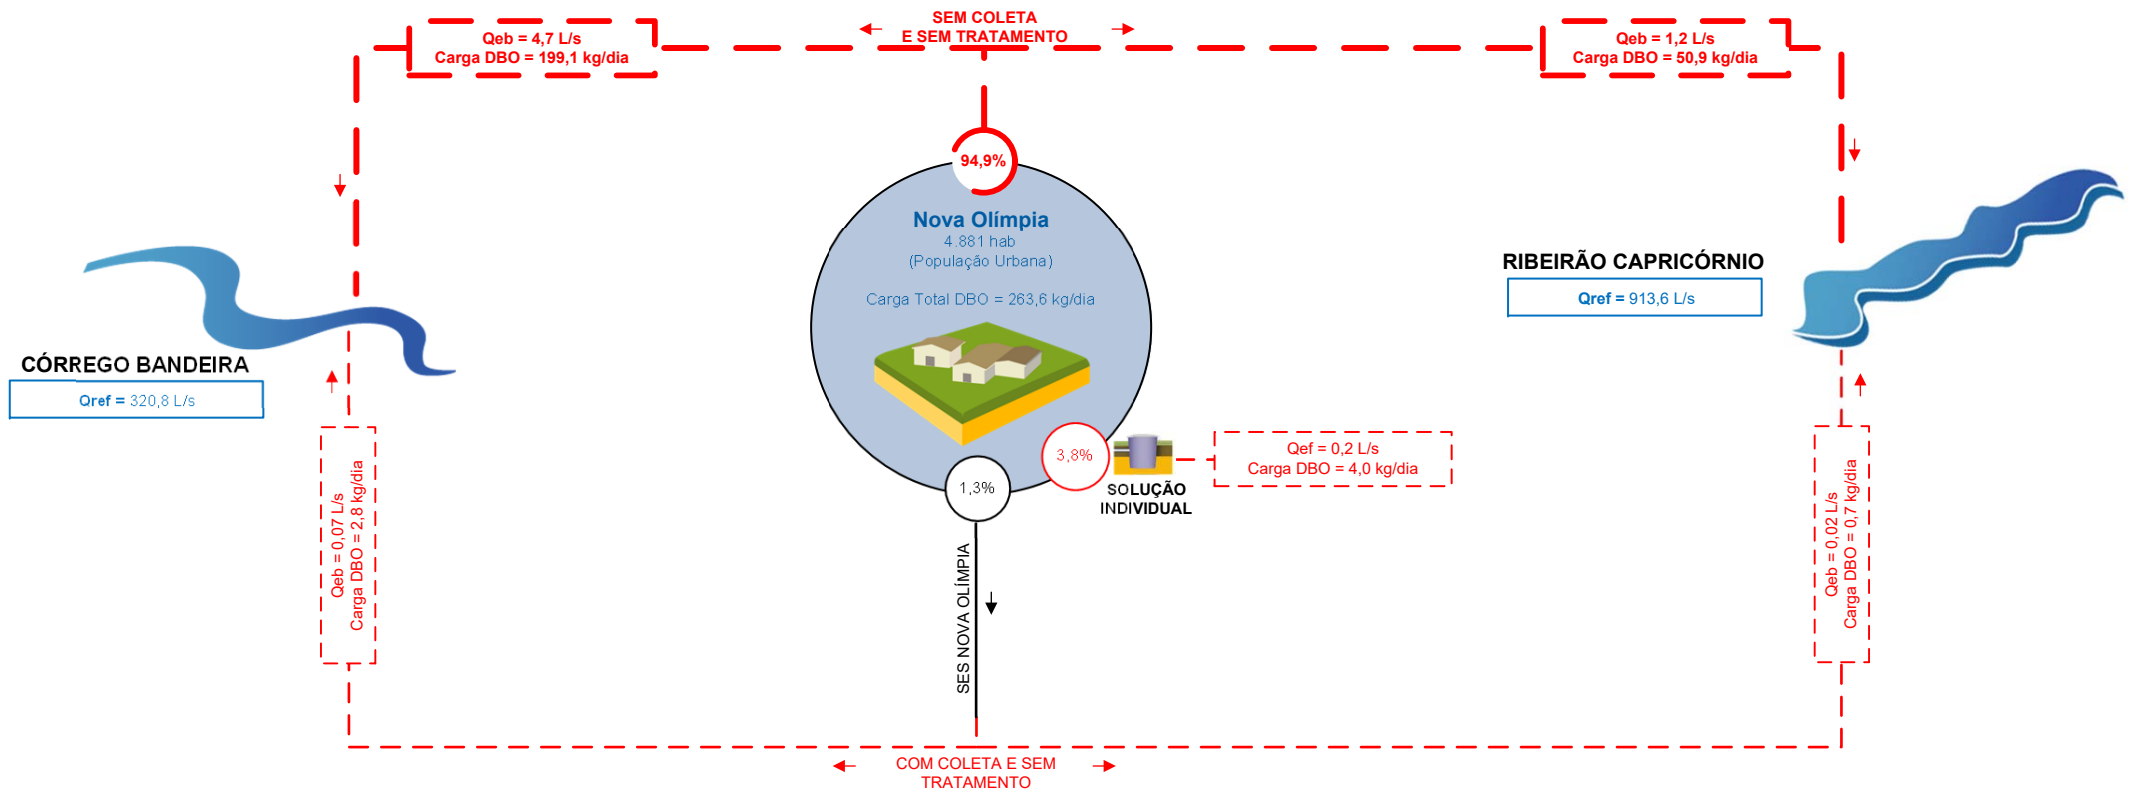 SEM COLETA
E SEM TRATAMENTO
Qeb = 4,7 L/s
Carga DBO = 199,1 kg/dia
Qeb = 1,2 L/s
Carga DBO = 50,9 kg/dia
94,9%
Nova Olímpia
4.881 hab
(População Urbana)
Carga Total DBO = 263,6 kg/dia
RIBEIRÃO CAPRICÓRNIO
Qref = 913,6 L/s
CÓRREGO BANDEIRA
Qref = 320,8 L/s
3,8%
SOLUÇÃO
INDIVIDUAL
Qef = 0,2 L/s
Carga DBO = 4,0 kg/dia
1,3%
SES NOVA OLÍMPIA
Qeb = 0,07 L/s
Carga DBO = 2,8 kg/dia
Qeb = 0,02 L/s
Carga DBO = 0,7 kg/dia
COM COLETA E SEM
TRATAMENTO